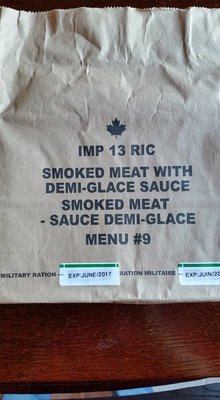 IMP 13 RIC
SMOKED MEAT WITH
DEMI-GLACE SAUCE
SMOKED MEAT
- SAUCE DEMI-GLACE
MENU #9
MILITARY RATION - EXP:JUNE/2017 RATION MILITAIRE - EXP:JUIN/20